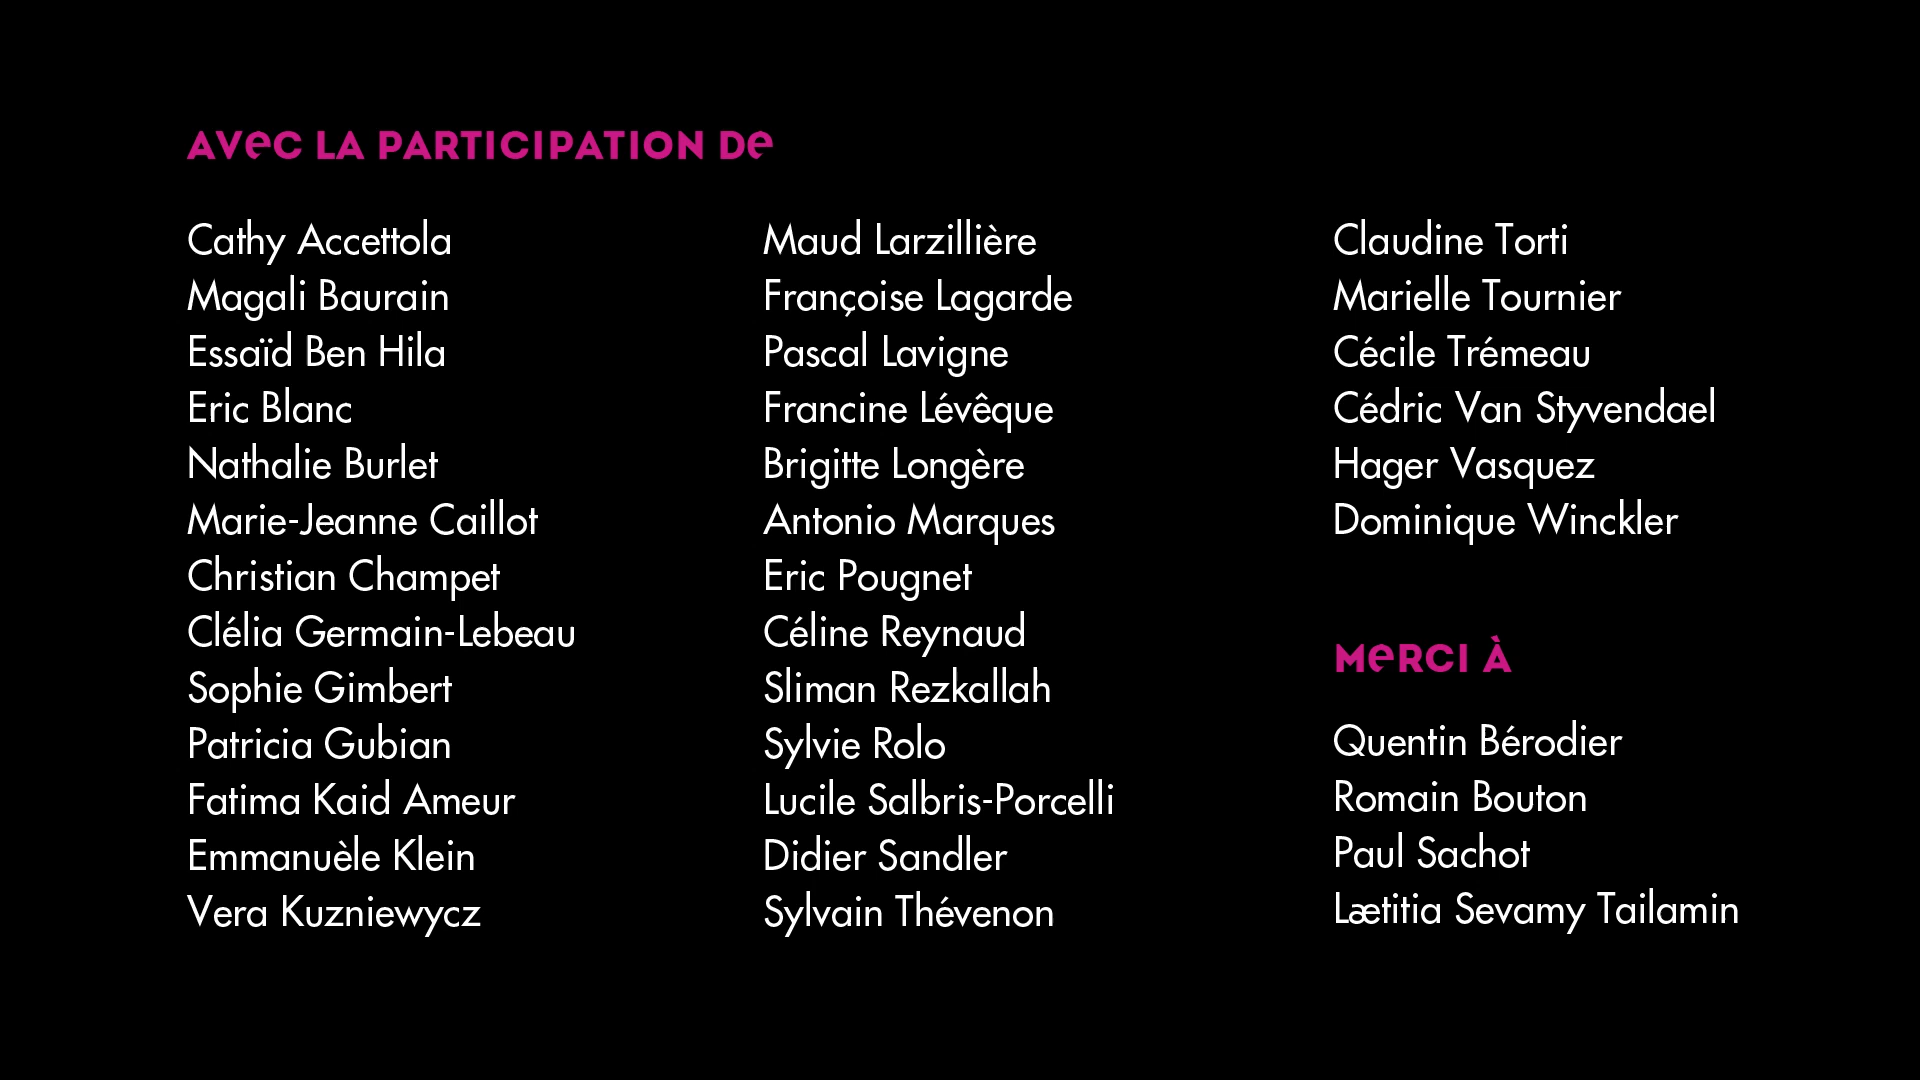 AVeC LA PARTICIPATION De
Cathy Accettola
Magali Baurain
Essaïd Ben Hila
Eric Blanc
Nathalie Burlet
Marie-Jeanne Caillot
Christian Champet
Clélia Germain-Lebeau
Sophie Gimbert
Patricia Gubian
Fatima Kaid Ameur
Emmanuèle Klein
Vera Kuzniewycz
Maud Larzillière
Françoise Lagarde
Pascal Lavigne
Francine Lévêque
Brigitte Longère
Antonio Marques
Eric Pougnet
Céline Reynaud
Sliman Rezkallah
Sylvie Rolo
Lucile Salbris-Porcelli
Didier Sandler
Sylvain Thévenon
Claudine Torti
Marielle Tournier
Cécile Trémeau
Cédric Van Styvendael
Hager Vasquez
Dominique Winckler
MeRCI À
Quentin Bérodier
Romain Bouton
Paul Sachot
Lætitia Sevamy Tailamin